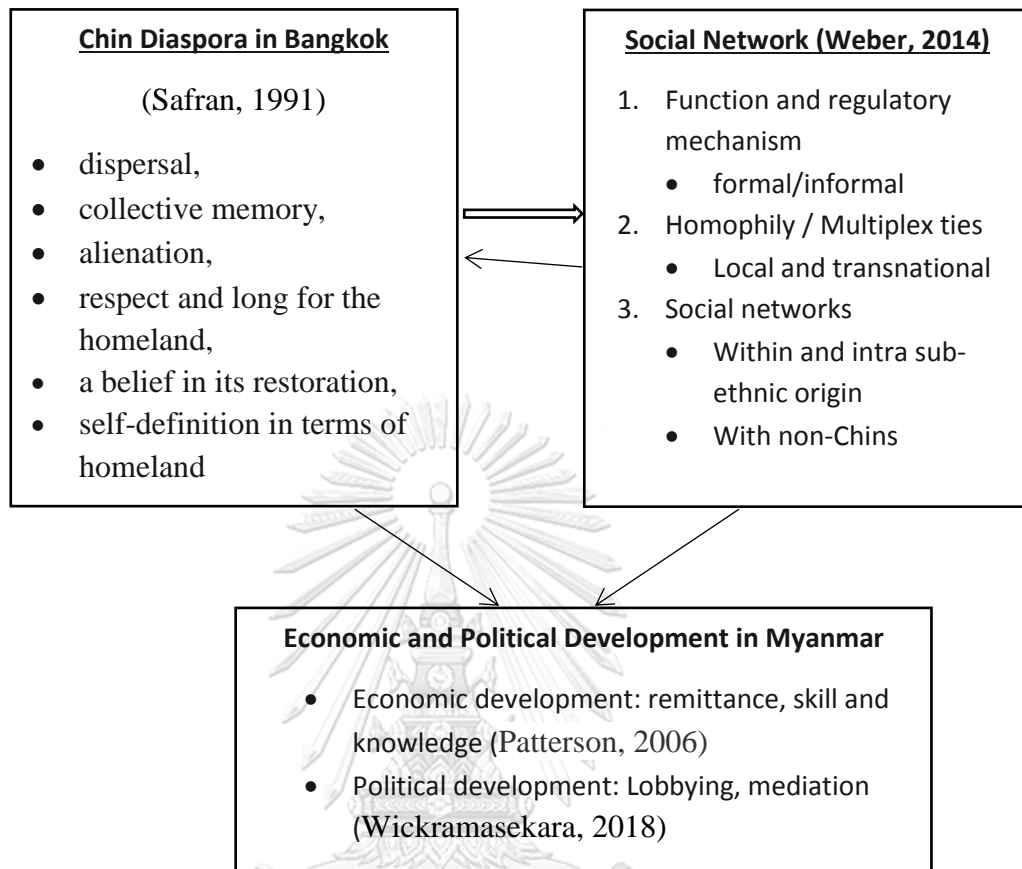 Chin Diaspora in Bangkok
(Safran, 1991)
• dispersal,
• collective memory,
• alienation,
• respect and long for the
homeland,
• a belief in its restoration,
• self-definition in terms of
homeland
Social Network (Weber, 2014)
1. Function and regulatory
mechanism
• formal/informal
2. Homophily / Multiplex ties
• Local and transnational
3. Social networks
• Within and intra sub-
ethnic origin
• With non-Chins
Economic and Political Development in Myanmar
• Economic development: remittance, skill and
knowledge (Patterson, 2006)
• Political development: Lobbying, mediation
(Wickramasekara, 2018)